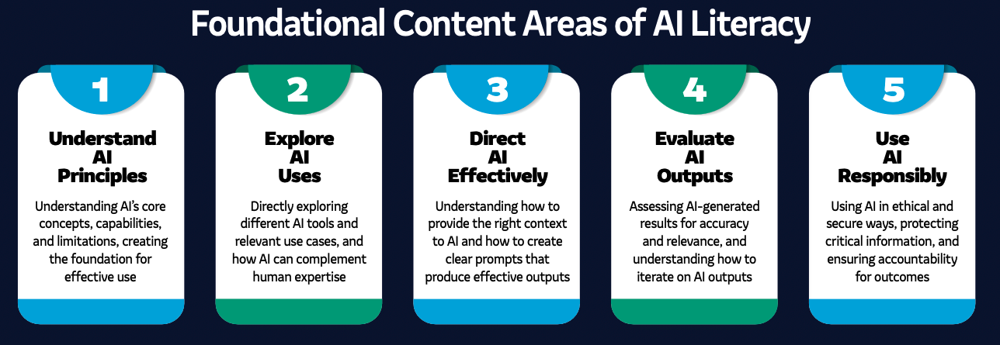 Foundational Content Areas of AI Literacy
1
Understand
AI
Principles
Understanding AI’s core
concepts, capabilities,
and limitations, creating
the foundation for
effective use
2
Explore
AI
Uses
Directly exploring
different AI tools and
relevant use cases, and
how AI can complement
human expertise
3
Direct
AI
Effectively
Understanding how to
provide the right context
to AI and how to create
clear prompts that
produce effective outputs
4
Evaluate
AI
Outputs
Assessing AI-generated
results for accuracy
and relevance, and
understanding how to
iterate on AI outputs
5
Use
AI
Responsibly
Using AI in ethical and
secure ways, protecting
critical information, and
ensuring accountability
for outcomes